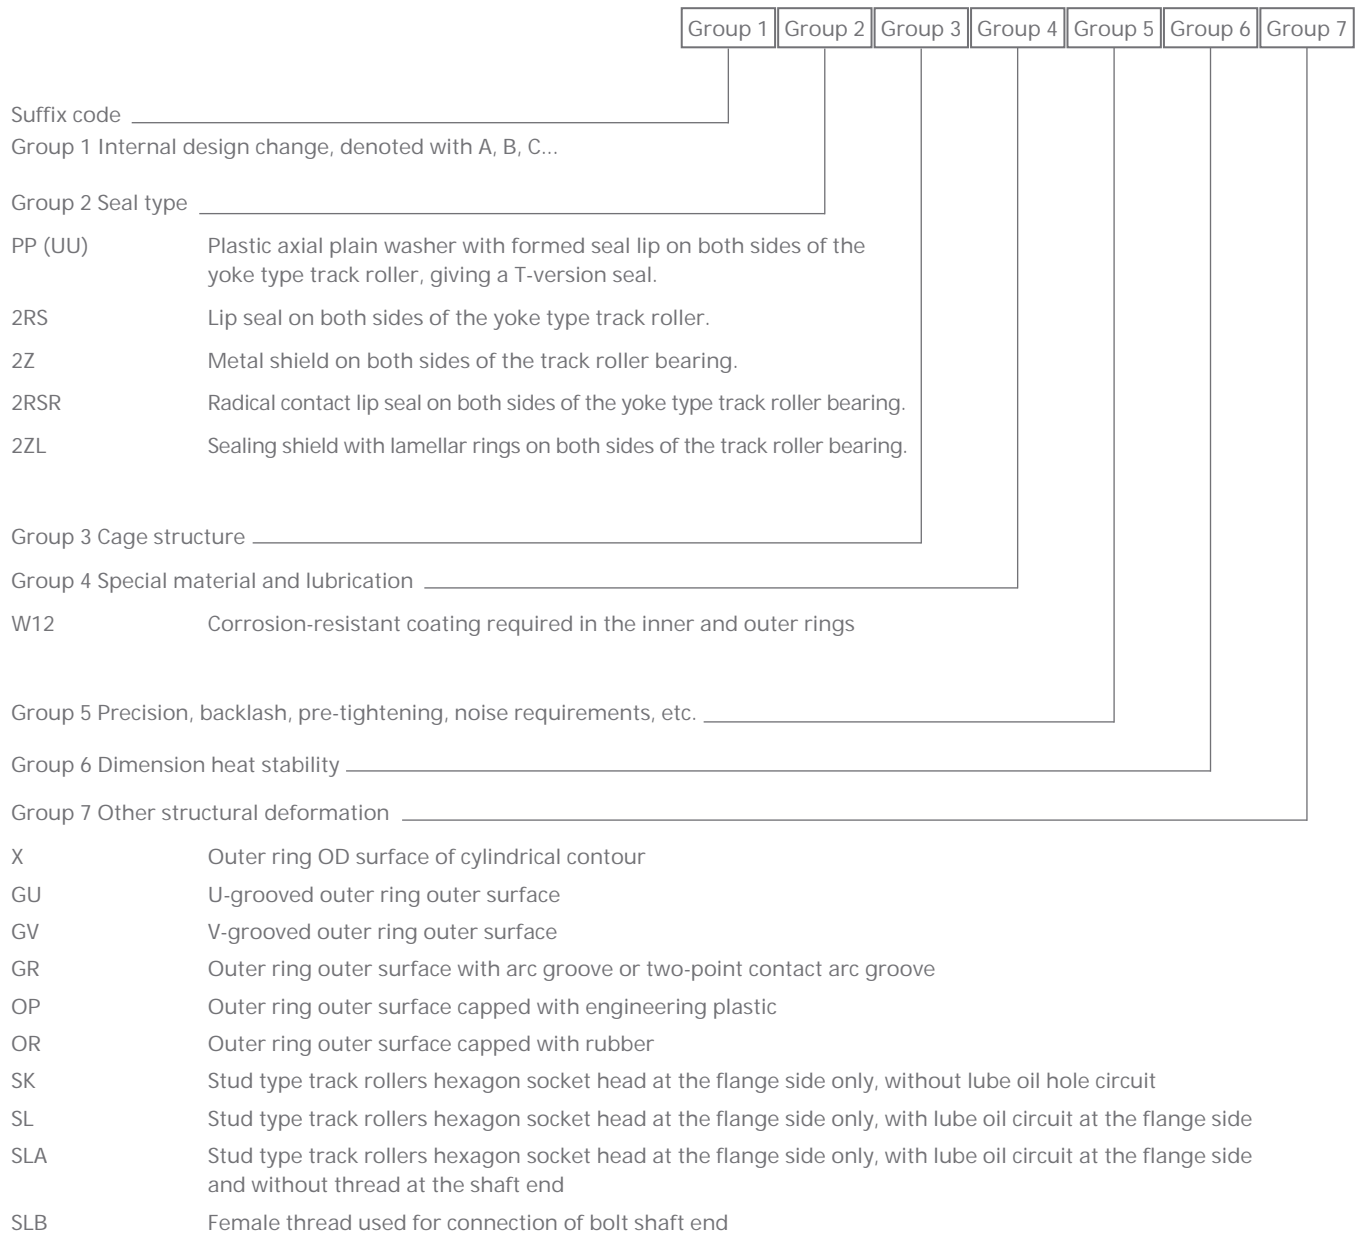 Group 1 Group 2 Group 3 Group 4 Group 5 Group 6 Group 7
Suffix code
Group 1 Internal design change, denoted with A, B, C...
Group 2 Seal type
PP (UU) Plastic axial plain washer with formed seal lip on both sides of the
yoke type track roller, giving a T-version seal.
2RS Lip seal on both sides of the yoke type track roller.
2Z Metal shield on both sides of the track roller bearing.
2RSR Radical contact lip seal on both sides of the yoke type track roller bearing.
2ZL Sealing shield with lamellar rings on both sides of the track roller bearing.
Group 3 Cage structure
Group 4 Special material and lubrication
W12 Corrosion-resistant coating required in the inner and outer rings
Group 5 Precision, backlash, pre-tightening, noise requirements, etc.
Group 6 Dimension heat stability
Group 7 Other structural deformation
X Outer ring OD surface of cylindrical contour
GU U-grooved outer ring outer surface
GV V-grooved outer ring outer surface
GR Outer ring outer surface with arc groove or two-point contact arc groove
OP Outer ring outer surface capped with engineering plastic
OR Outer ring outer surface capped with rubber
SK Stud type track rollers hexagon socket head at the flange side only, without lube oil hole circuit
SL Stud type track rollers hexagon socket head at the flange side only, with lube oil circuit at the flange side
SLA Stud type track rollers hexagon socket head at the flange side only, with lube oil circuit at the flange side
and without thread at the shaft end
SLB Female thread used for connection of bolt shaft end